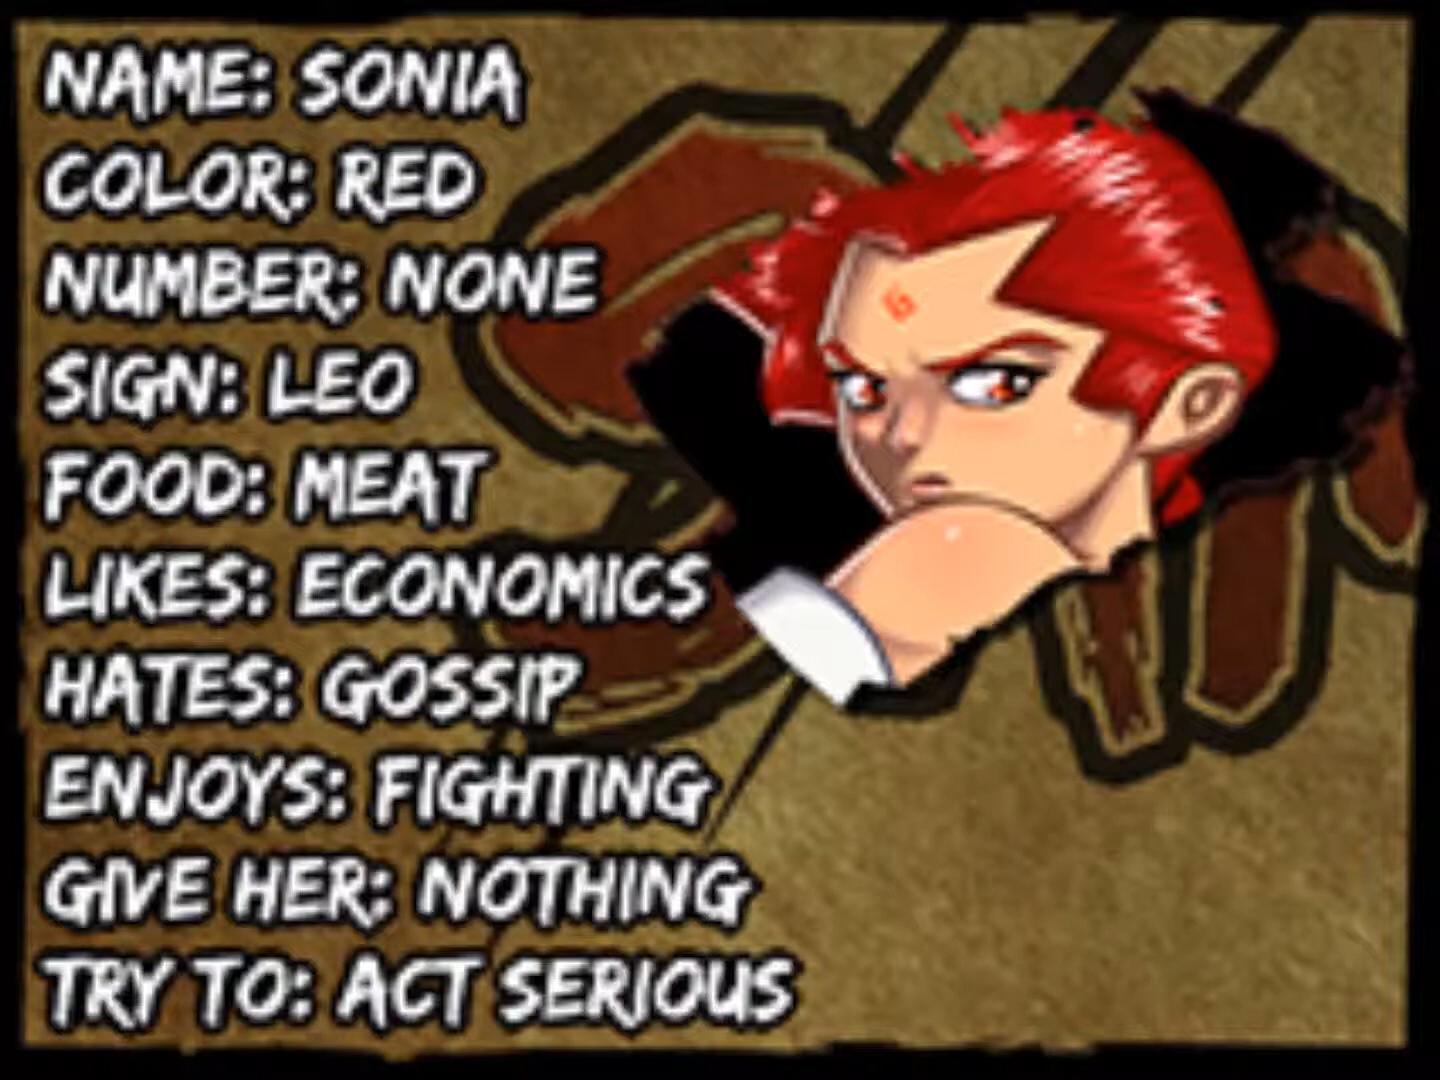 NAME: SONIA
COLOR: RED
NUMBER: NONE
SIGN: LEO
FOOD: MEAT
LIKES: ECONOMICS
HATES: GOSSIP
ENJOYS: FIGHTING
GIVE HER: NOTHING
TRY TO: ACT SERIOUS